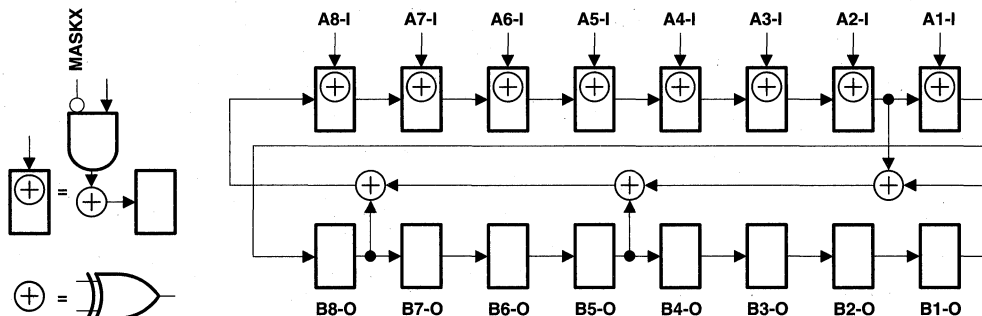 MASKX
=
=
A8-I A7-I A6-I A5-I A4-I A3-I A2-I A1-I
B8-O B7-O B6-O B5-O B4-O B3-O B2-O B1-O